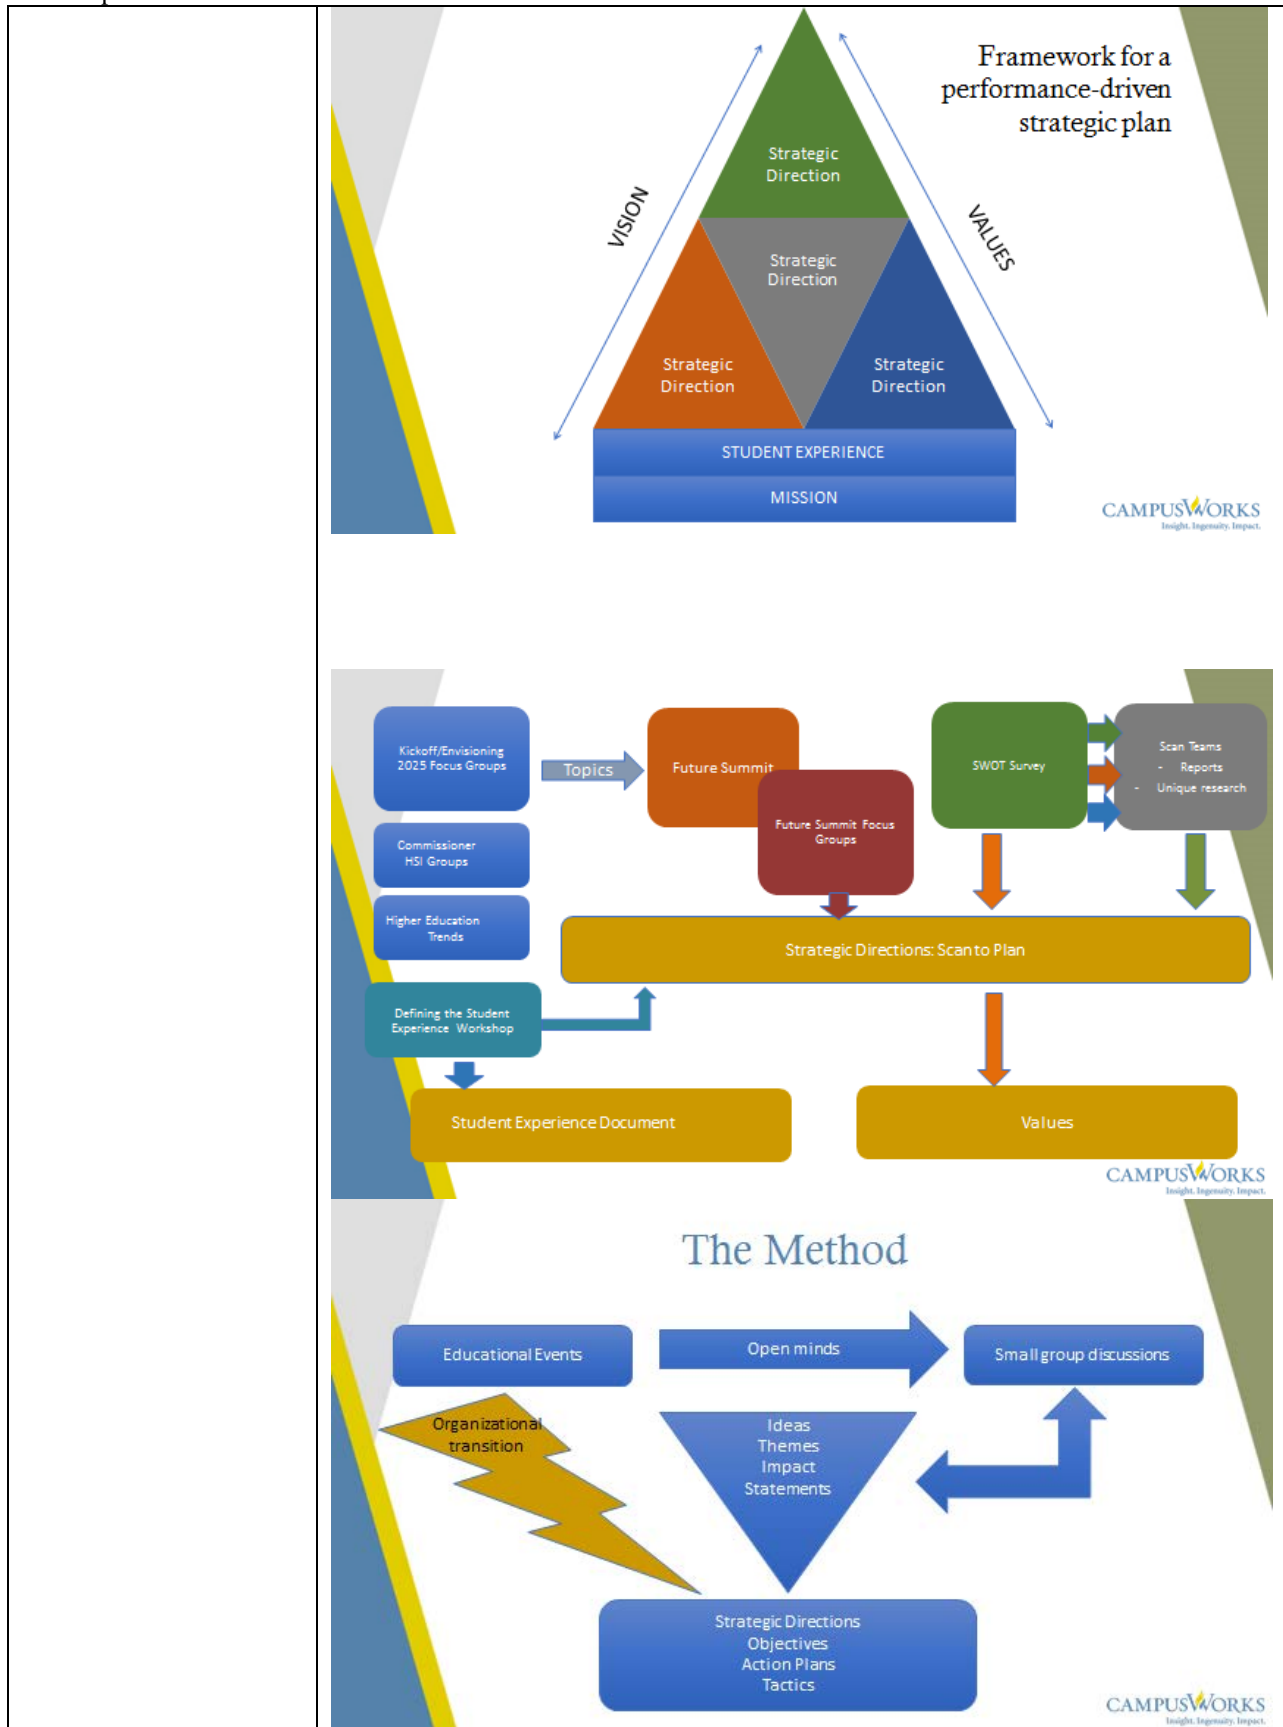 Framework for a
performance-driven
strategic plan
VISION
VALUES
Strategic
Direction
Strategic
Direction
Strategic
Direction
Strategic
Direction
STUDENT EXPERIENCE
MISSION
CAMPUSWORKS
Insight. Ingenuity. Impact.
Kickoff/Envisioning
2025 Focus Groups
Topics
Future Summit
Future Summit Focus
Groups
SWOT Survey
Scan Teams
- Reports
- Unique research
Commissioner
HSI Groups
Higher Education
Trends
Strategic Directions: Scan to Plan
Defining the Student
Experience Workshop
Student Experience Document
Values
CAMPUSWORKS
Insight. Ingenuity. Impact.
The Method
Educational Events
Open minds
Small group discussions
Organizational
transition
Ideas
Themes
Impact
Statements
Strategic Directions
Objectives
Action Plans
Tactics
CAMPUSWORKS
Insight. Ingenuity. Impact.